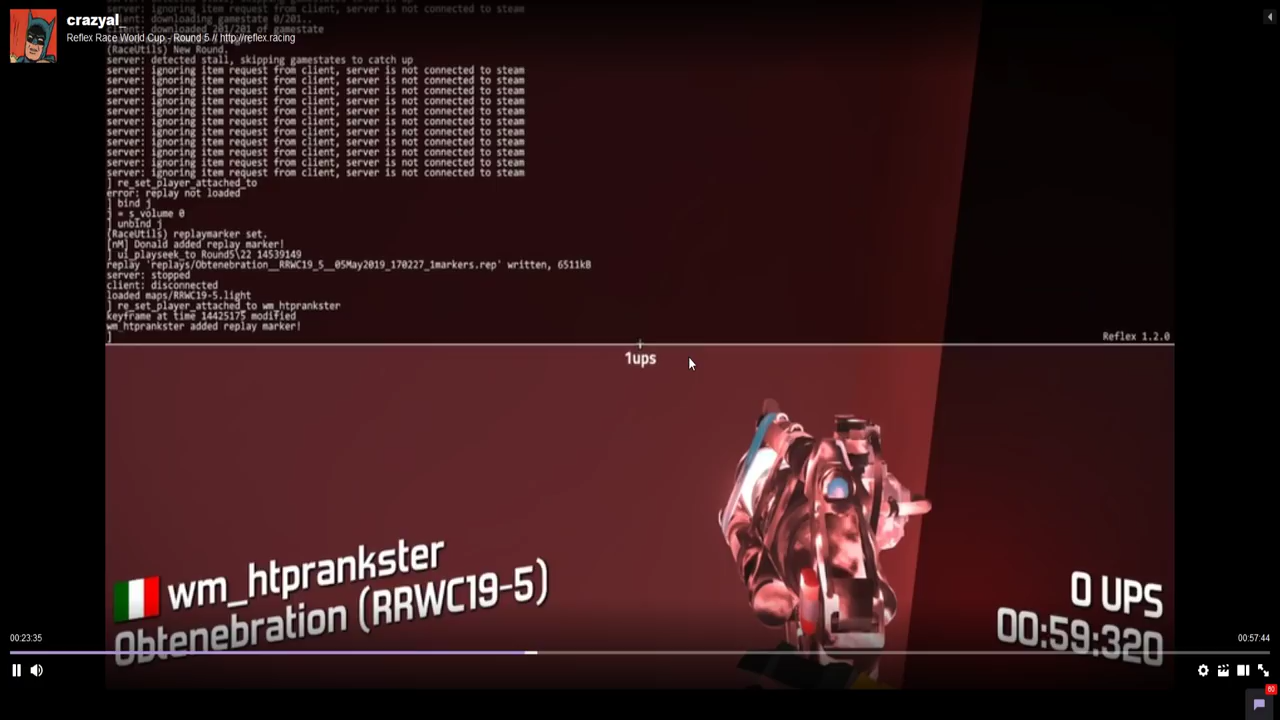 crazyal_
Reflex Race World Cup - Round 5 // http://reflex.racing
server: ignoring item request from client, server is not connected to steam
client: downloading gamestate 0/201..
client: downloaded 201/201 of gamestate
(RaceUtils) New Round.
server: detected stall, skipping gamestates to catch up
server: ignoring item request from client, server is not connected to steam
server: ignoring item request from client, server is not connected to steam
server: ignoring item request from client, server is not connected to steam
server: ignoring item request from client, server is not connected to steam
server: ignoring item request from client, server is not connected to steam
server: ignoring item request from client, server is not connected to steam
server: ignoring item request from client, server is not connected to steam
server: ignoring item request from client, server is not connected to steam
server: ignoring item request from client, server is not connected to steam
server: ignoring item request from client, server is not connected to steam
server: ignoring item request from client, server is not connected to steam
] re_set_player_attached_to
error: replay not loaded
] bind j
j = s_volume 0
] unbind j
(RaceUtils) replaymarker set.
[nM] Donald added replay marker!
] ui_playseek_to Round5\22 14539149
replay 'replays/Obtenebration__RRWC19_5__05May2019_170227_1markers.rep' written, 6511kB
server: stopped
client: disconnected
loaded maps/RRWC19-5.light
] re_set_player_attached_to wm_htprankster
keyframe at time 14425175 modified
wm_htprankster added replay marker!
]
Reflex 1.2.0
1ups
wm_htprankster
Obtenebration (RRWC19-5)
0 UPS
00:59:320
00:23:35
00:57:44
80